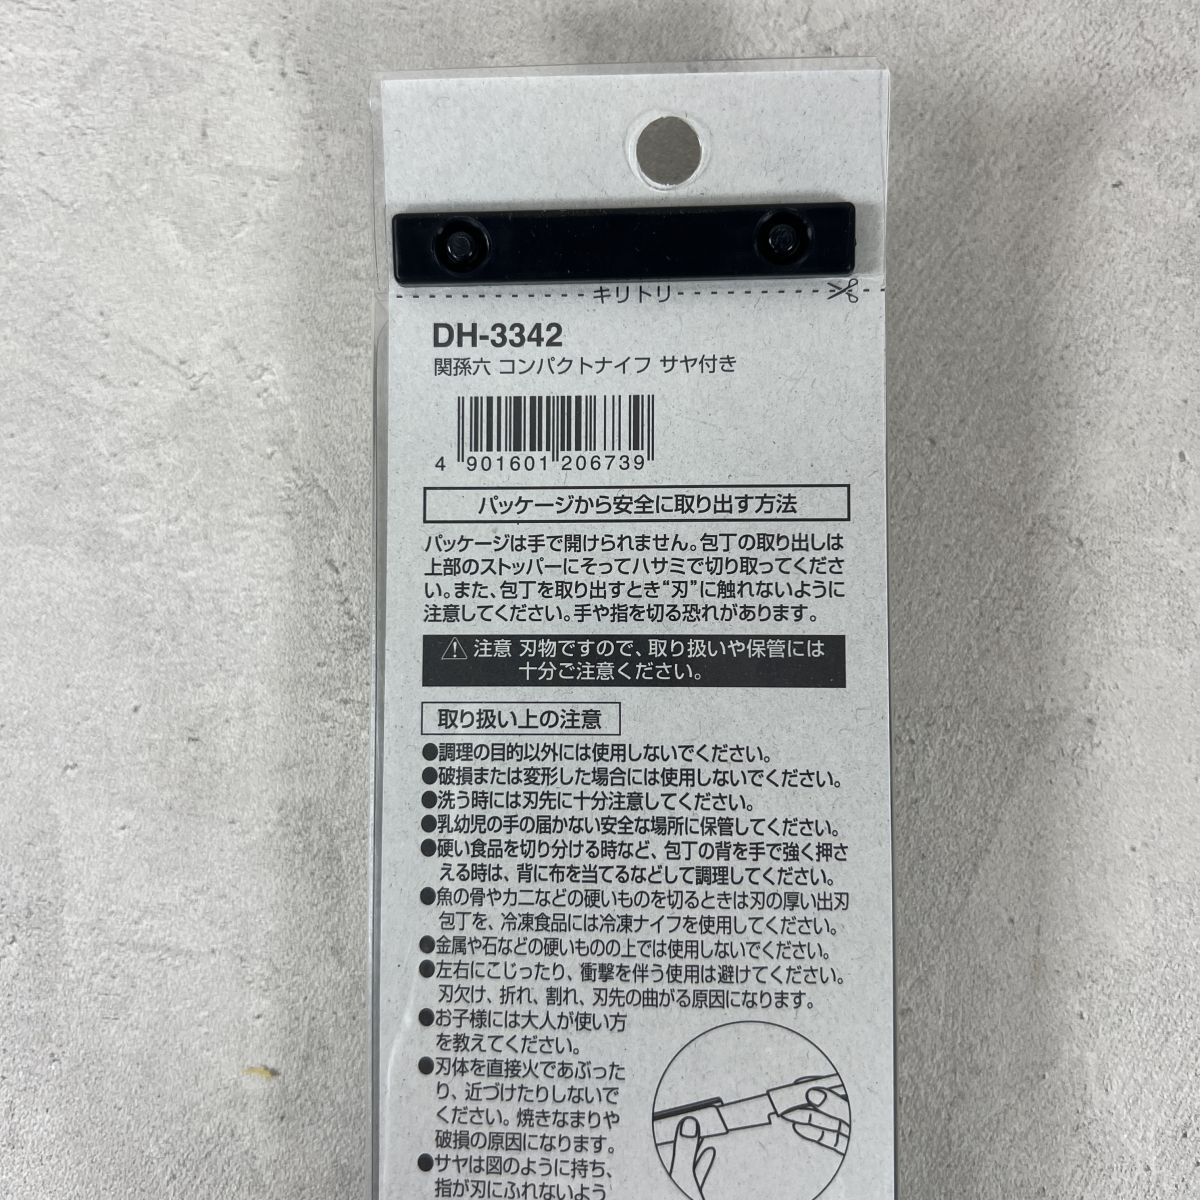 キリトリ
DH-3342
関孫六 コンパクトナイフ サヤ付き
4 901601 206739
パッケージから安全に取り出す方法
パッケージは手で開けられません。包丁の取り出しは
上部のストッパーにそってハサミで切り取ってくださ
い。また、包丁を取り出すとき“刃”に触れないように
注意してください。手や指を切る恐れがあります。
注意 刃物ですので、取り扱いや保管には
十分ご注意ください。
取り扱い上の注意
●調理の目的以外には使用しないでください。
●破損または変形した場合には使用しないでください。
●洗う時には刃先に十分注意してください。
●乳幼児の手の届かない安全な場所に保管してください。
●硬い食品を切り分ける時など、包丁の背を手で強く押さ
える時は、背に布を当てるなどして調理してください。
●魚の骨やカニなどの硬いものを切るときは刃の厚い出刃
包丁を、冷凍食品には冷凍ナイフを使用してください。
●金属や石などの硬いものの上では使用しないでください。
●左右にこじったり、衝撃を伴う使用は避けてください。
刃欠け、折れ、割れ、刃先の曲がる原因になります。
●お子様には大人が使い方
を教えてください。
●刃体を直接火であぶった
り、近づけたりしないで
ください。焼きなまりや
破損の原因になります。
●サヤは図のように持ち、
指が刃にふれないよう